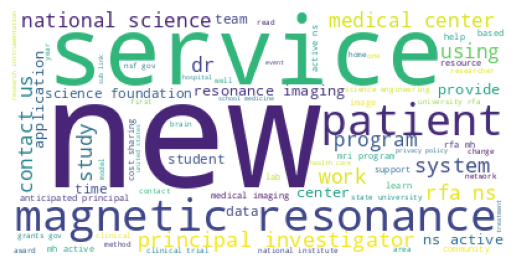 national science team read medical center
service using
help based
year sub link nsf gov dr active ns home resource
hospital well event one researcher
science foundation resonance imaging science engineering provide
school medicine image university rfa
contact us application study first new patient
brain privacy policy
cost sharing united states student program rfa mh change
model mri program support network
time work system
health care
contact lab learn
anticipated principal medical imaging center state university rfa ns
magnetic resonance data
treatment
grants gov clinical principal investigator ns active
award mh active method clinical trial national institute area community
research instrumentation